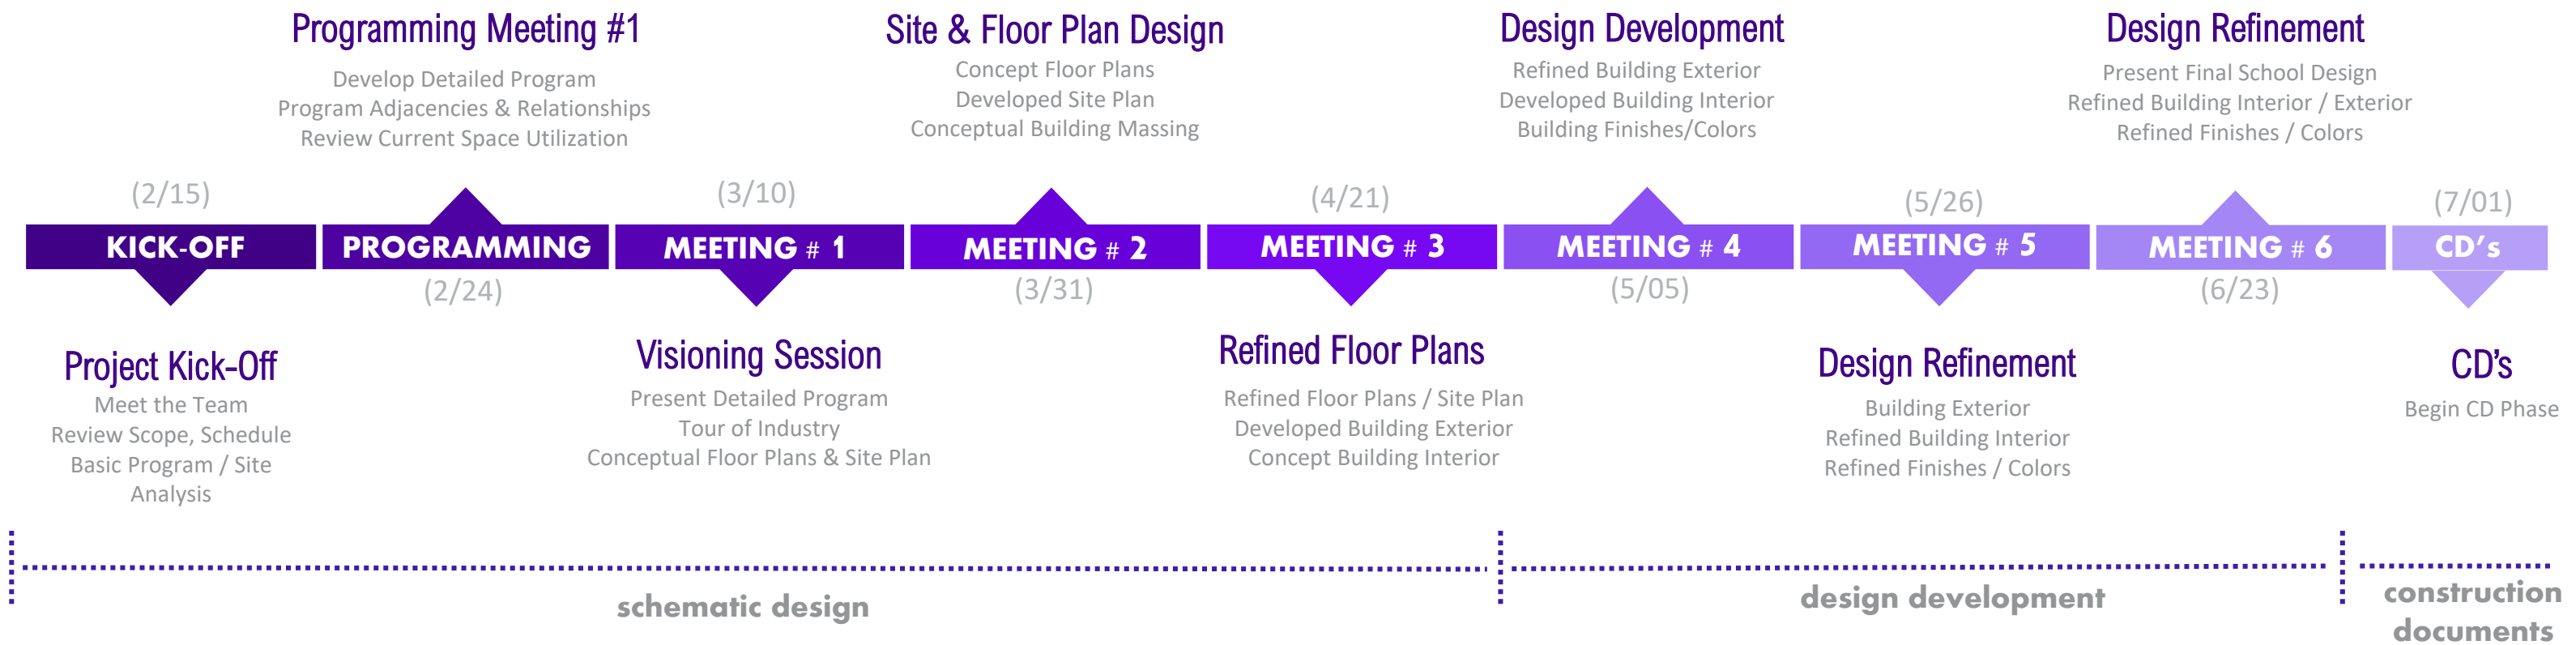 Programming Meeting #1
Develop Detailed Program
Program Adjacencies & Relationships
Review Current Space Utilization
Site & Floor Plan Design
Concept Floor Plans
Developed Site Plan
Conceptual Building Massing
Design Development
Refined Building Exterior
Developed Building Interior
Building Finishes/Colors
Design Refinement
Present Final School Design
Refined Building Interior / Exterior
Refined Finishes / Colors
(2/15)
(3/10)
(4/21)
(5/26)
(7/01)
KICK-OFF
PROGRAMMING
MEETING # 1
MEETING # 2
MEETING # 3
MEETING # 4
MEETING # 5
MEETING # 6
CD's
(2/24)
(3/31)
(5/05)
(6/23)
Project Kick-Off
Meet the Team
Review Scope, Schedule
Basic Program / Site
Analysis
Visioning Session
Present Detailed Program
Tour of Industry
Conceptual Floor Plans & Site Plan
Refined Floor Plans
Refined Floor Plans / Site Plan
Developed Building Exterior
Concept Building Interior
Design Refinement
Building Exterior
Refined Building Interior
Refined Finishes / Colors
CD's
Begin CD Phase
schematic design
design development
construction
documents